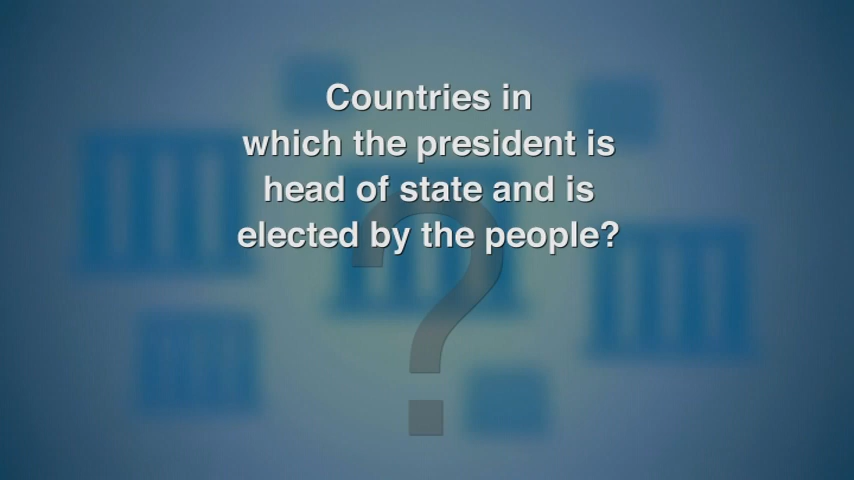 Countries in
which the president is
head of state and is
elected by the people?